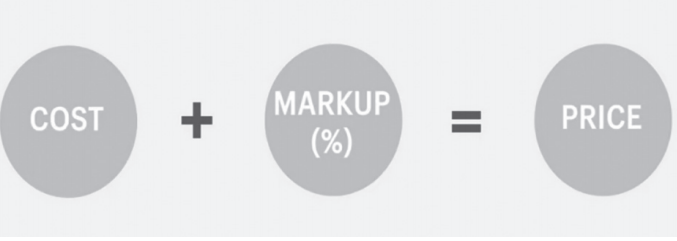 COST + MARKUP (%) = PRICE